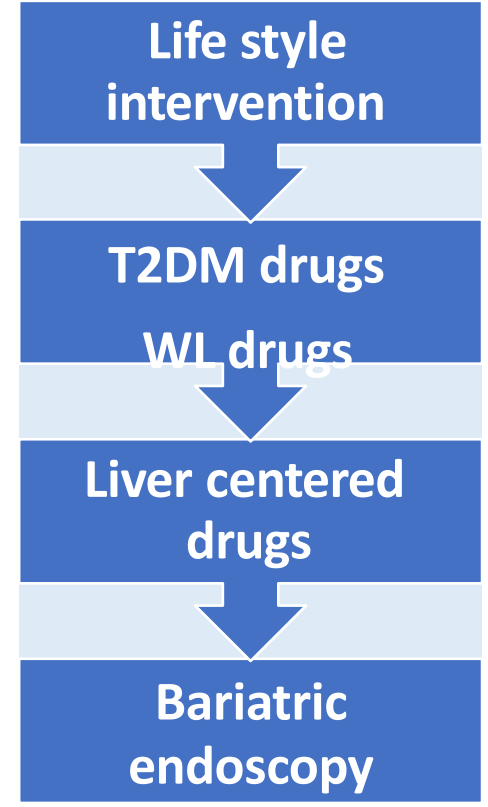 Life style
intervention
T2DM drugs
WL drugs
Liver centered
drugs
Bariatric
endoscopy